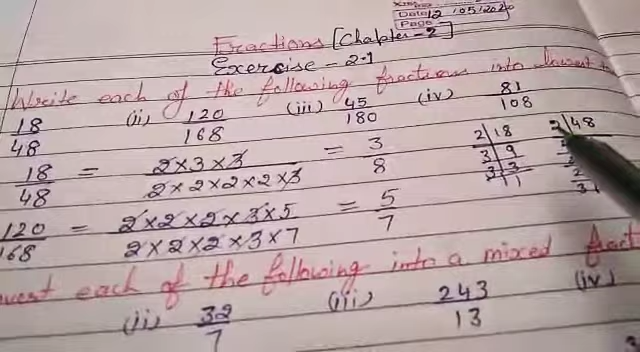 Date 12/05/2020
Page
Fractions [Chapter-2]
Exercise - 2.1
Write each of the following fractions into lowest
18/48 (ii) 120/168 (iii) 45/180 (iv) 81/108
18/48 = 2×3×3 / 2×2×2×2×3 = 3/8
2|18 2|48
3|9
3|3
1
120/168 = 2×2×2×3×5 / 2×2×2×3×7 = 5/7
each of the following into a mixed fract
(ii) 32/7 (iii) 243/13 (iv)